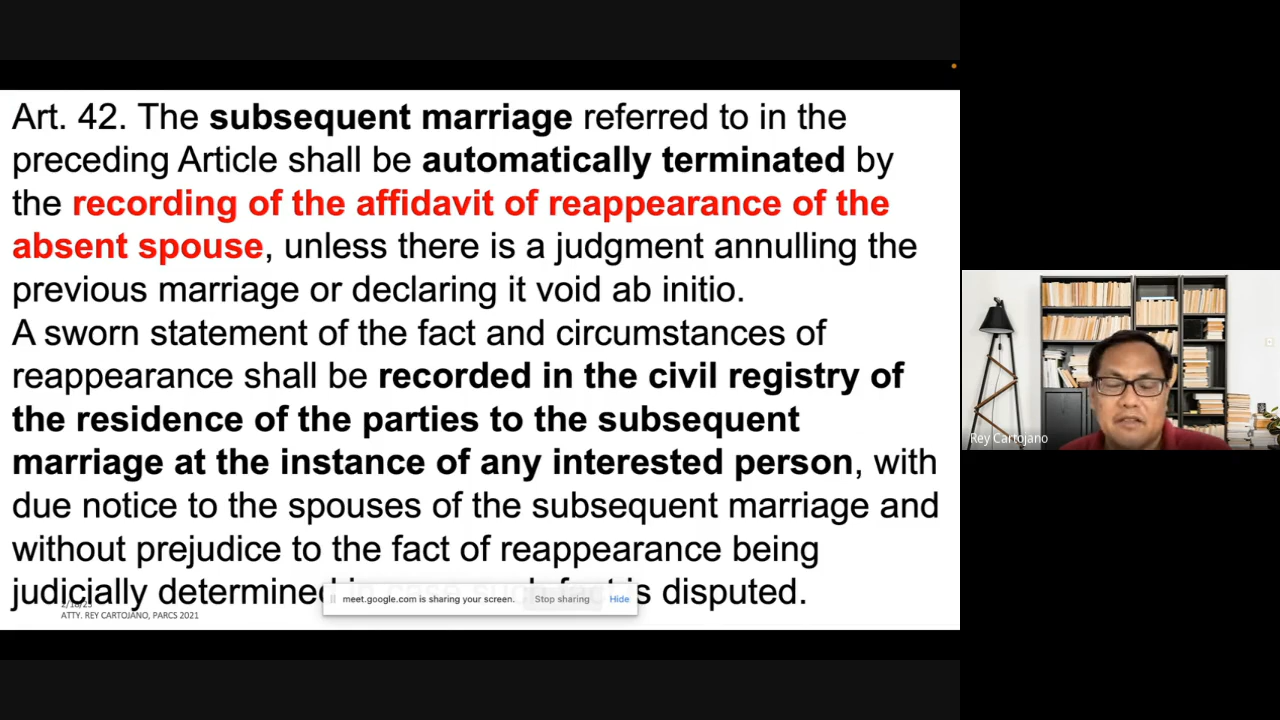 Art. 42. The subsequent marriage referred to in the
preceding Article shall be automatically terminated by
the recording of the affidavit of reappearance of the
absent spouse, unless there is a judgment annulling the
previous marriage or declaring it void ab initio.
A sworn statement of the fact and circumstances of
reappearance shall be recorded in the civil registry of
the residence of the parties to the subsequent
marriage at the instance of any interested person, with
due notice to the spouses of the subsequent marriage and
without prejudice to the fact of reappearance being
judicially determined is disputed.
meet.google.com is sharing your screen. Stop sharing Hide
ATTY. REY CARTOJANO, PARCS 2021
Rey Cartojano